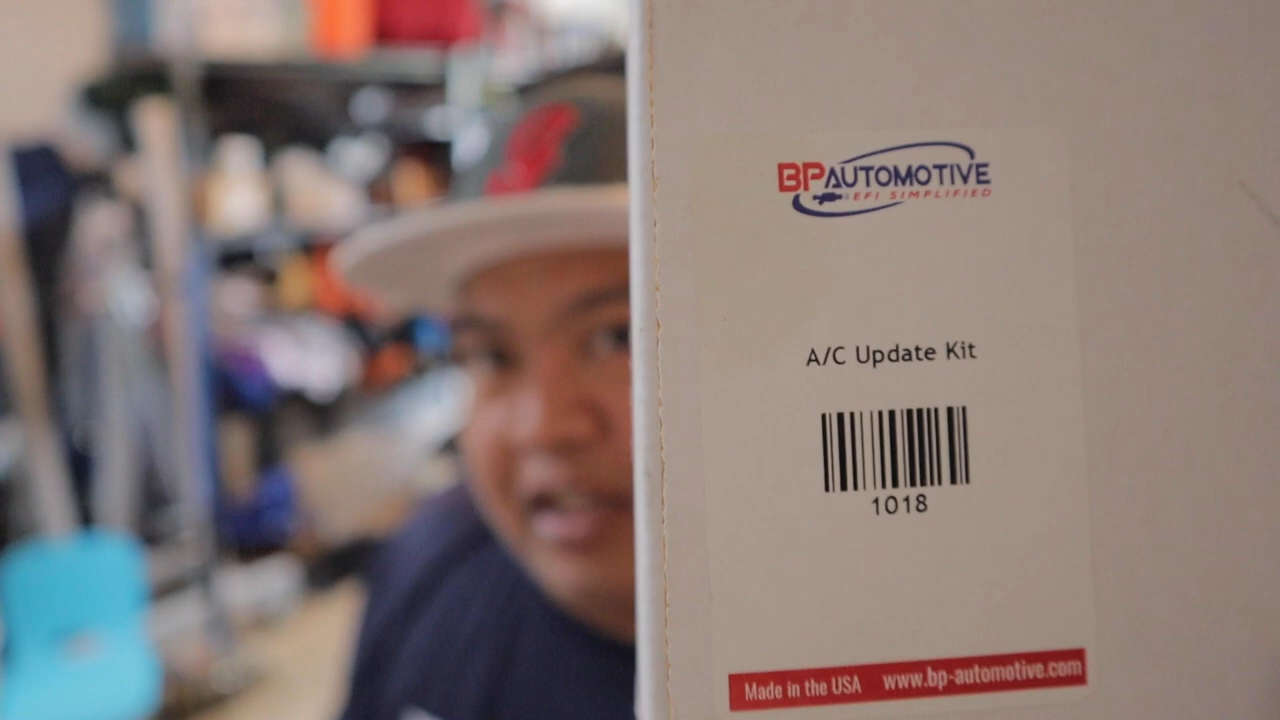 BPAUTOMOTIVE
EFI SIMPLIFIED
A/C Update Kit
1018
Made in the USA www.bp-automotive.com